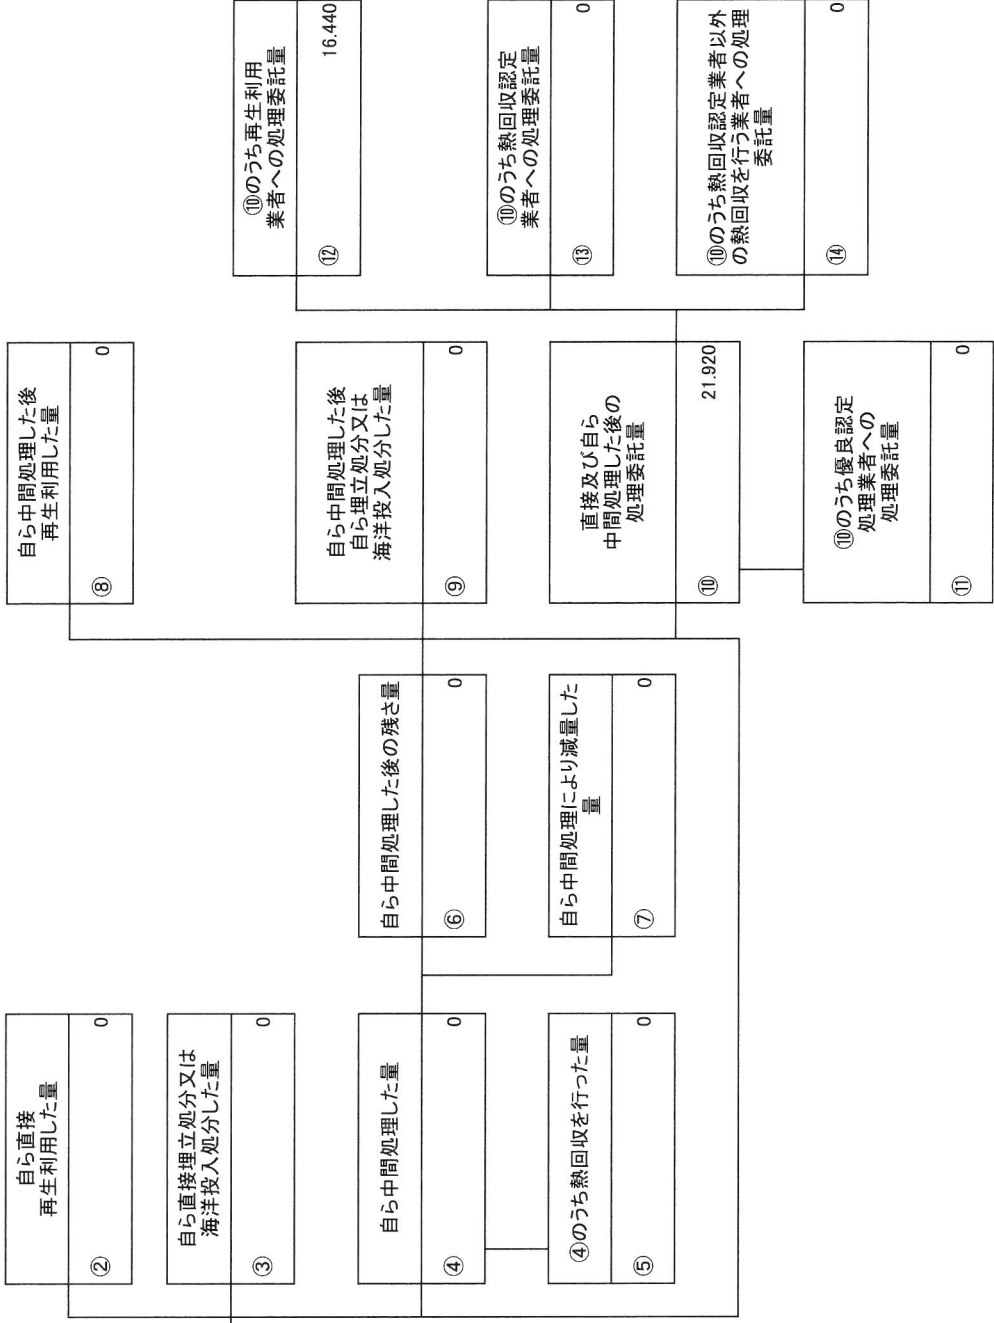 自ら直接
再生利用した量
② 0
自ら直接埋立処分又は
海洋投入処分した量
③ 0
自ら中間処理した量
④ 0
④のうち熱回収を行った量
⑤ 0
自ら中間処理した後の残さ量
⑥ 0
自ら中間処理により減量した
量
⑦ 0
自ら中間処理した後
再生利用した量
⑧ 0
自ら中間処理した後
自ら埋立処分又は
海洋投入処分した量
⑨ 0
直接及び自ら
中間処理した後の
処理委託量
⑩ 21.920
⑩のうち優良認定
処理業者への
処理委託量
⑪ 0
⑩のうち再生利用
業者への処理委託量
⑫ 16.440
⑩のうち熱回収認定
業者への処理委託量
⑬ 0
⑩のうち熱回収認定業者以外
の熱回収を行う業者への処理
委託量
⑭ 0